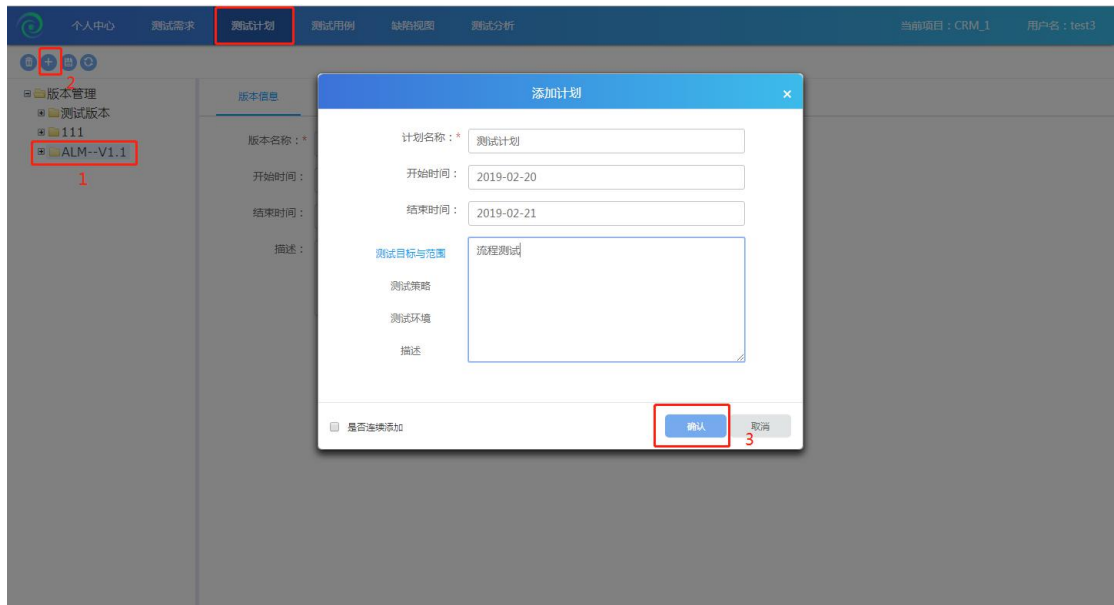 个人中心 测试需求 测试计划 测试用例 缺陷视图 测试分析 当前项目：CRM_1 用户名：test3
2
版本管理
测试版本
111
ALM--V1.1
1
版本信息
版本名称：*
开始时间：
结束时间：
描述：
添加计划 ×
计划名称：* 测试计划
开始时间： 2019-02-20
结束时间： 2019-02-21
测试目标与范围 流程测试
测试策略
测试环境
描述
是否连续添加 确认 取消
3